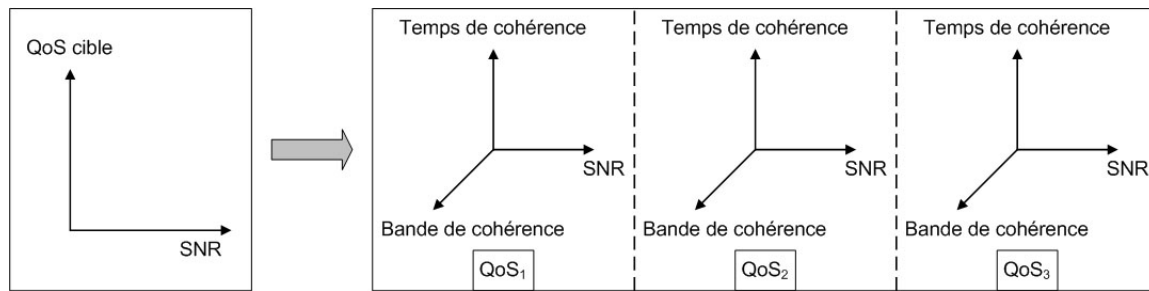 QoS cible
SNR
Temps de cohérence
SNR
Bande de cohérence
QoS₁
Temps de cohérence
SNR
Bande de cohérence
QoS₂
Temps de cohérence
SNR
Bande de cohérence
QoS₃